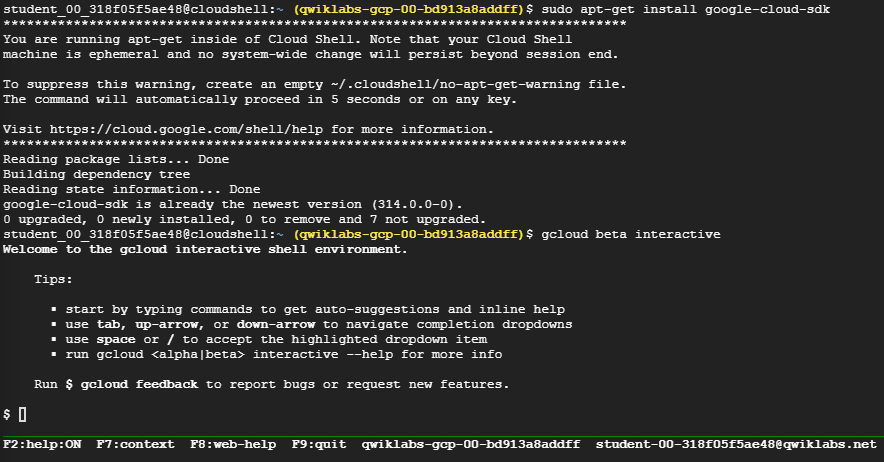 student_00_318f05f5ae48@cloudshell:~ (qwiklabs-gcp-00-bd913a8addff)$ sudo apt-get install google-cloud-sdk
********************************************************************************
You are running apt-get inside of Cloud Shell. Note that your Cloud Shell
machine is ephemeral and no system-wide change will persist beyond session end.
To suppress this warning, create an empty ~/.cloudshell/no-apt-get-warning file.
The command will automatically proceed in 5 seconds or on any key.
Visit https://cloud.google.com/shell/help for more information.
********************************************************************************
Reading package lists... Done
Building dependency tree
Reading state information... Done
google-cloud-sdk is already the newest version (314.0.0-0).
0 upgraded, 0 newly installed, 0 to remove and 7 not upgraded.
student_00_318f05f5ae48@cloudshell:~ (qwiklabs-gcp-00-bd913a8addff)$ gcloud beta interactive
Welcome to the gcloud interactive shell environment.
Tips:
▪ start by typing commands to get auto-suggestions and inline help
▪ use tab, up-arrow, or down-arrow to navigate completion dropdowns
▪ use space or / to accept the highlighted dropdown item
▪ run gcloud <alpha|beta> interactive --help for more info
Run $ gcloud feedback to report bugs or request new features.
$
F2:help:ON F7:context F8:web-help F9:quit qwiklabs-gcp-00-bd913a8addff student-00-318f05f5ae48@qwiklabs.net